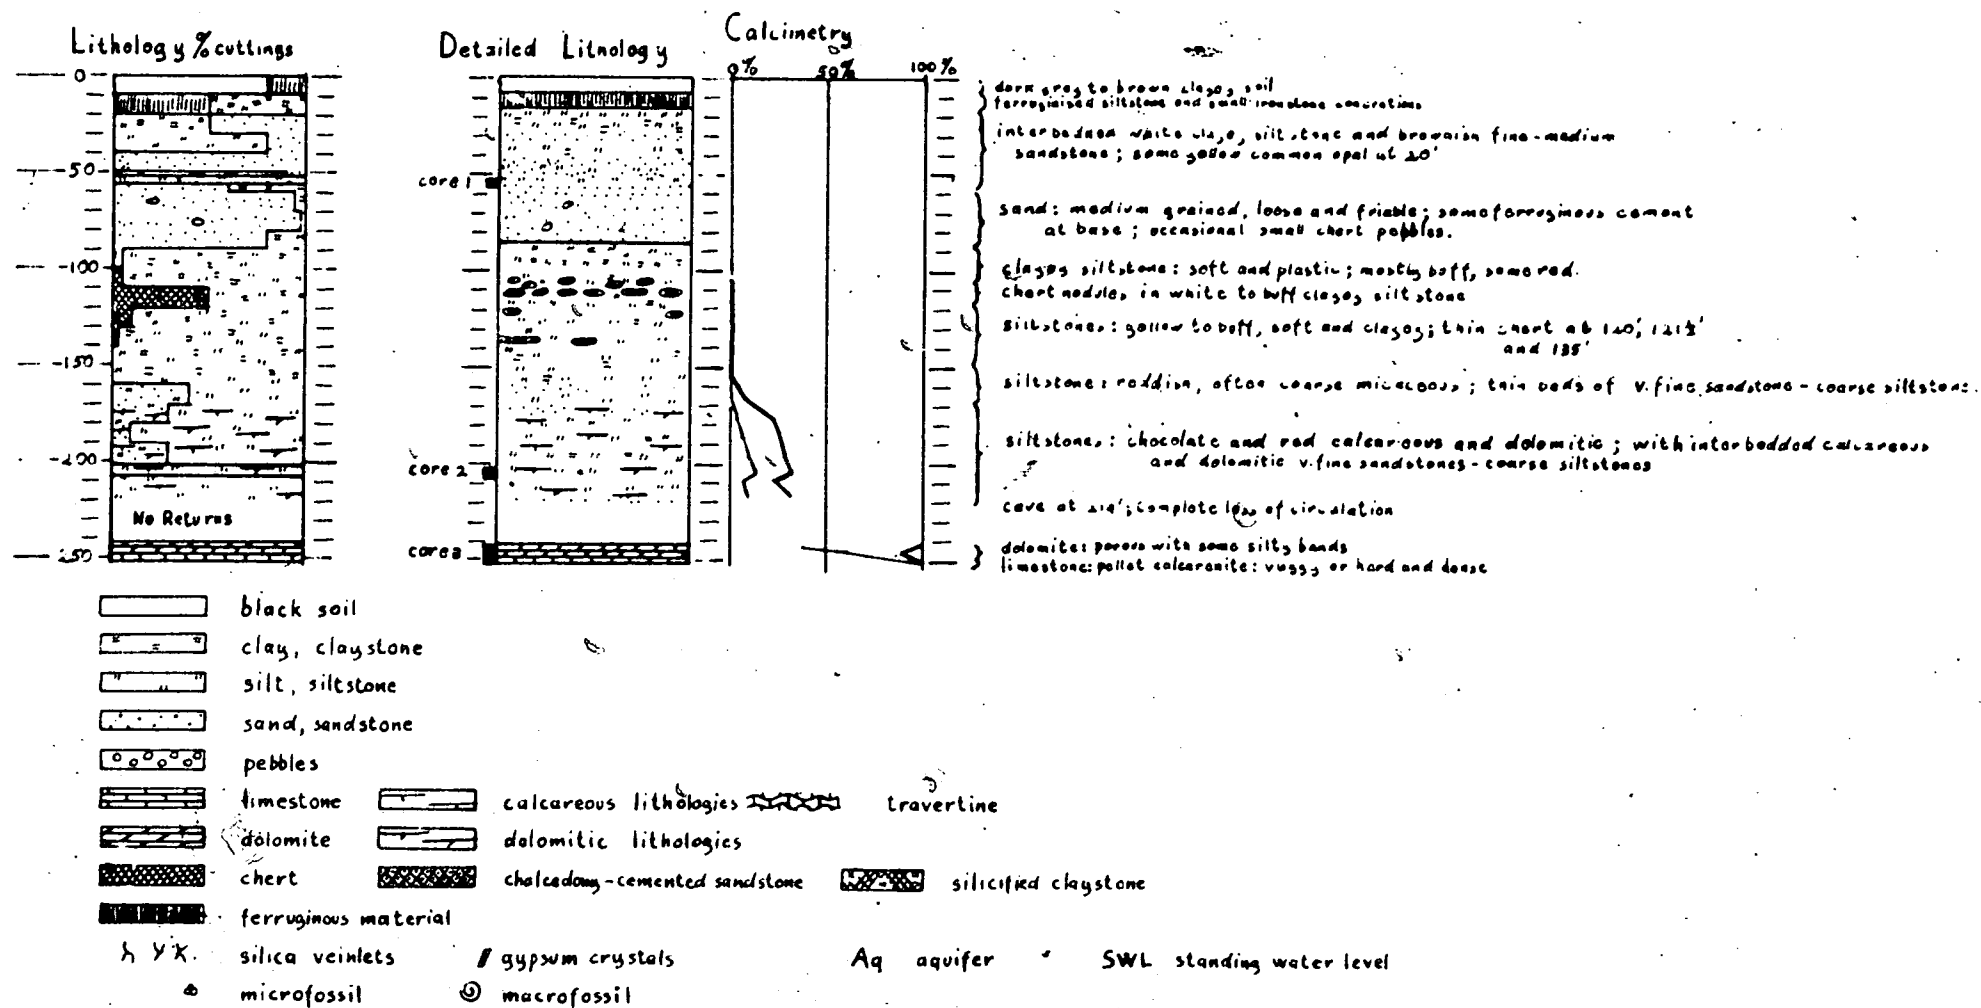 Lithology % cuttings
Detailed Litnology
Calcimetry
0% 50% 100%
0
-50
-100
-150
-200
250
No Returns
core 1
core 2
core 3
dark grey to brown clayey soil
ferruginised siltstone and small ironstone concretions
interbedded white clay, siltstone and brownish fine-medium
sandstone; some yellow common opal at 20'
sand: medium grained, loose and friable; some ferruginous cement
at base; occasional small chert pebbles.
clayey siltstone: soft and plastic; mostly buff, some red.
chert nodules in white to buff clayey siltstone
siltstones: yellow to buff, soft and clayey; thin chert at 120', 121½'
and 135'
siltstone: reddish, often coarse micaceous; thin beds of v. fine sandstone - coarse siltstone.
siltstones: chocolate and red calcareous and dolomitic; with interbedded calcareous
and dolomitic v. fine sandstones - coarse siltstones
cave at 214'; complete loss of circulation
dolomite: porous with some silty bands
limestone: pellet calcarenite: vuggy or hard and dense
black soil
clay, claystone
silt, siltstone
sand, sandstone
pebbles
limestone calcareous lithologies travertine
dolomite dolomitic lithologies
chert chalcedony-cemented sandstone silicified claystone
ferruginous material
silica veinlets gypsum crystals Aq aquifer SWL standing water level
microfossil macrofossil